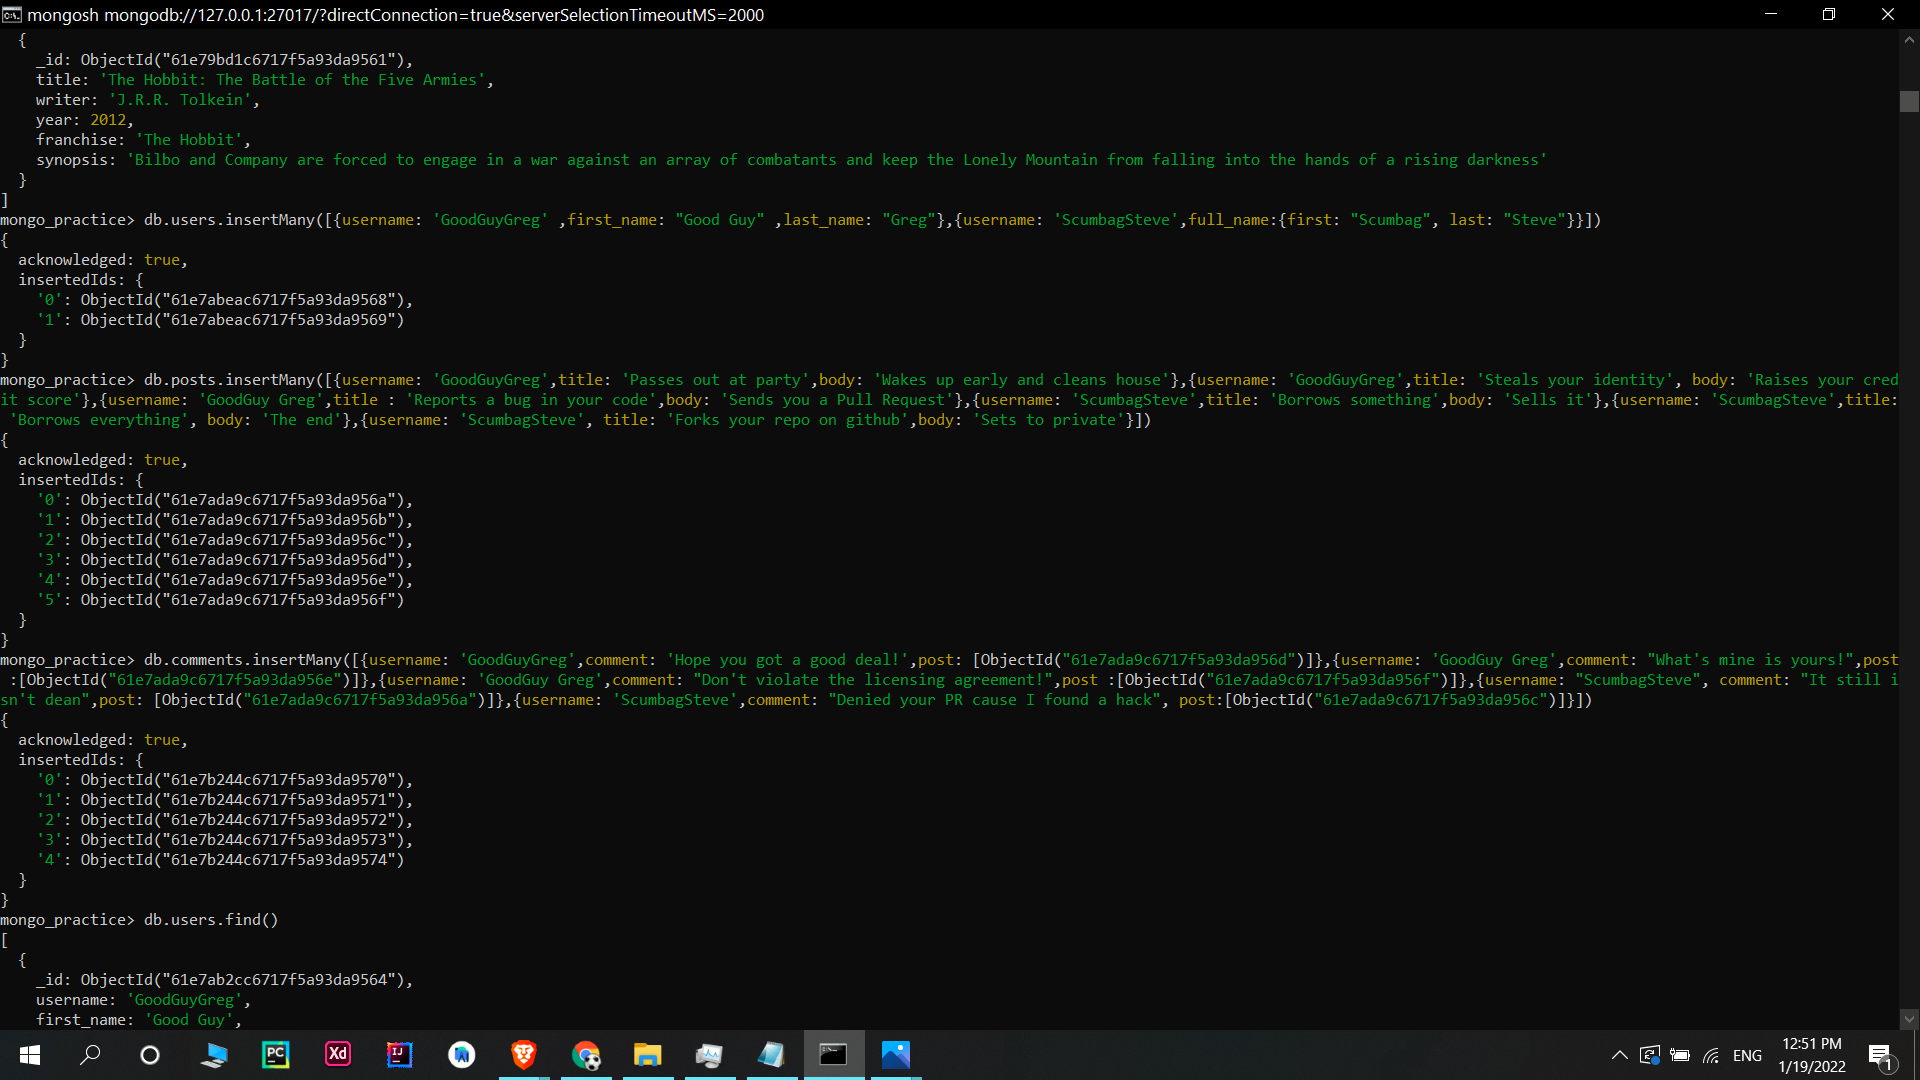 mongosh mongodb://127.0.0.1:27017/?directConnection=true&serverSelectionTimeoutMS=2000
  {
    _id: ObjectId("61e79bd1c6717f5a93da9561"),
    title: 'The Hobbit: The Battle of the Five Armies',
    writer: 'J.R.R. Tolkein',
    year: 2012,
    franchise: 'The Hobbit',
    synopsis: 'Bilbo and Company are forced to engage in a war against an array of combatants and keep the Lonely Mountain from falling into the hands of a rising darkness'
  }
]
mongo_practice> db.users.insertMany([{username: 'GoodGuyGreg' ,first_name: "Good Guy" ,last_name: "Greg"},{username: 'ScumbagSteve',full_name:{first: "Scumbag", last: "Steve"}}])
{
  acknowledged: true,
  insertedIds: {
    '0': ObjectId("61e7abeac6717f5a93da9568"),
    '1': ObjectId("61e7abeac6717f5a93da9569")
  }
}
mongo_practice> db.posts.insertMany([{username: 'GoodGuyGreg',title: 'Passes out at party',body: 'Wakes up early and cleans house'},{username: 'GoodGuyGreg',title: 'Steals your identity', body: 'Raises your cred
it score'},{username: 'GoodGuy Greg',title : 'Reports a bug in your code',body: 'Sends you a Pull Request'},{username: 'ScumbagSteve',title: 'Borrows something',body: 'Sells it'},{username: 'ScumbagSteve',title:
 'Borrows everything', body: 'The end'},{username: 'ScumbagSteve', title: 'Forks your repo on github',body: 'Sets to private'}])
{
  acknowledged: true,
  insertedIds: {
    '0': ObjectId("61e7ada9c6717f5a93da956a"),
    '1': ObjectId("61e7ada9c6717f5a93da956b"),
    '2': ObjectId("61e7ada9c6717f5a93da956c"),
    '3': ObjectId("61e7ada9c6717f5a93da956d"),
    '4': ObjectId("61e7ada9c6717f5a93da956e"),
    '5': ObjectId("61e7ada9c6717f5a93da956f")
  }
}
mongo_practice> db.comments.insertMany([{username: 'GoodGuyGreg',comment: 'Hope you got a good deal!',post: [ObjectId("61e7ada9c6717f5a93da956d")]},{username: 'GoodGuy Greg',comment: "What's mine is yours!",post
 :[ObjectId("61e7ada9c6717f5a93da956e")]},{username: 'GoodGuy Greg',comment: "Don't violate the licensing agreement!",post :[ObjectId("61e7ada9c6717f5a93da956f")]},{username: "ScumbagSteve", comment: "It still i
sn't dean",post: [ObjectId("61e7ada9c6717f5a93da956a")]},{username: 'ScumbagSteve',comment: "Denied your PR cause I found a hack", post:[ObjectId("61e7ada9c6717f5a93da956c")]}])
{
  acknowledged: true,
  insertedIds: {
    '0': ObjectId("61e7b244c6717f5a93da9570"),
    '1': ObjectId("61e7b244c6717f5a93da9571"),
    '2': ObjectId("61e7b244c6717f5a93da9572"),
    '3': ObjectId("61e7b244c6717f5a93da9573"),
    '4': ObjectId("61e7b244c6717f5a93da9574")
  }
}
mongo_practice> db.users.find()
[
  {
    _id: ObjectId("61e7ab2cc6717f5a93da9564"),
    username: 'GoodGuyGreg',
    first_name: 'Good Guy',
PC Xd IJ ENG 12:51 PM
1/19/2022 1